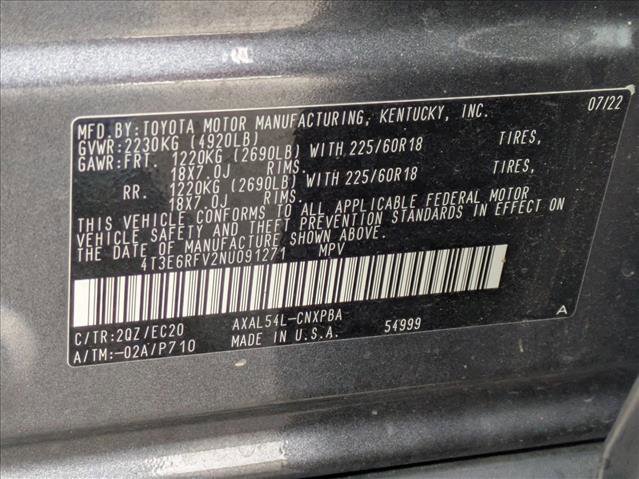 07/22
MFD.BY:TOYOTA MOTOR MANUFACTURING, KENTUCKY, INC.
GVWR:2230KG (4920LB)
GAWR:FRT. 1220KG (2690LB) WITH 225/60R18 TIRES,
18X7.0J RIMS.
RR. 1220KG (2690LB) WITH 225/60R18 TIRES,
18X7.0J RIMS.
THIS VEHICLE CONFORMS TO ALL APPLICABLE FEDERAL MOTOR
VEHICLE SAFETY AND THEFT PREVENTION STANDARDS IN EFFECT ON
THE DATE OF MANUFACTURE SHOWN ABOVE.
4T3E6RFV2NU091271 MPV
C/TR:2QZ/EC20 AXAL54L-CNXPBA 54999 A
A/TM:-02A/P710 MADE IN U.S.A.